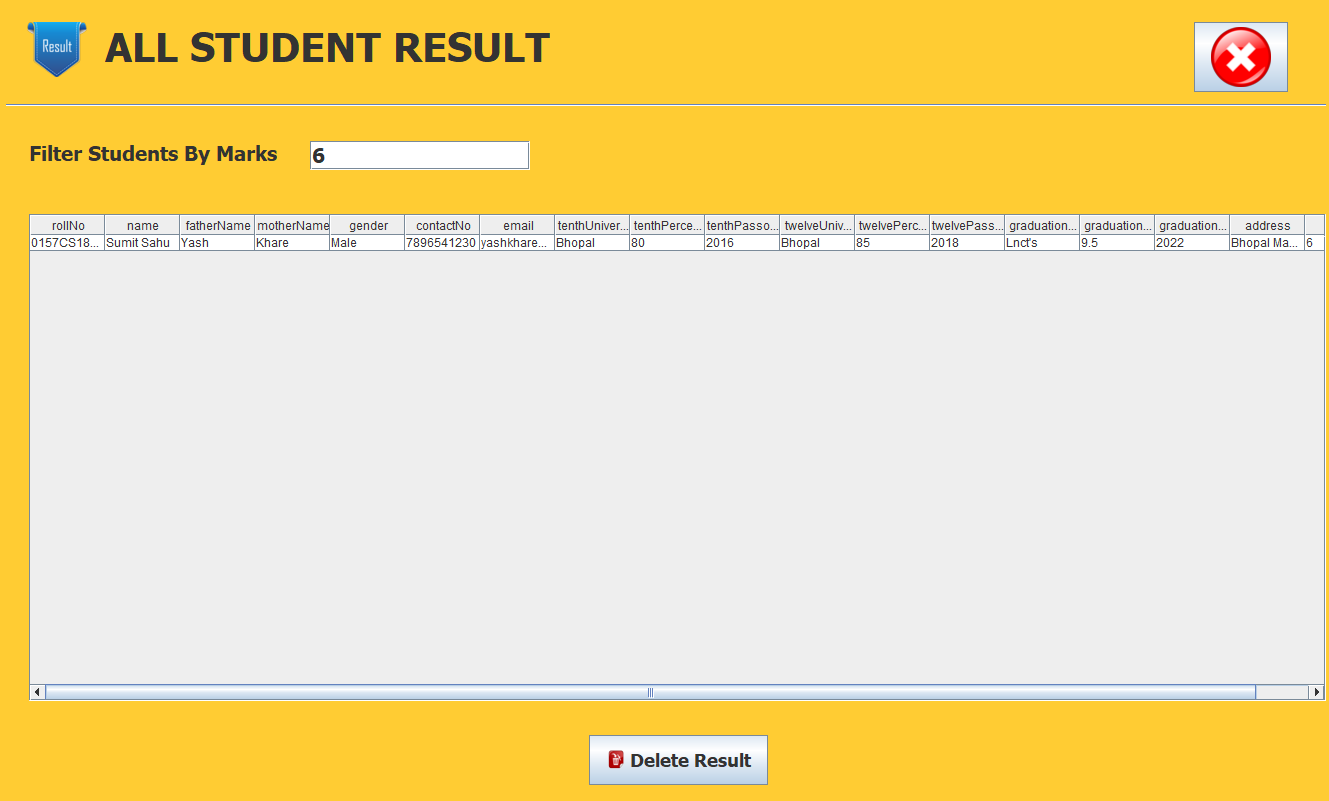 Result
ALL STUDENT RESULT
Filter Students By Marks 6
rollNo name fatherName motherName gender contactNo email tenthUniver... tenthPerce... tenthPasso... twelveUniv... twelvePerc... twelvePass... graduation... graduation... graduation... address
0157CS18... Sumit Sahu Yash Khare Male 7896541230 yashkhare... Bhopal 80 2016 Bhopal 85 2018 Lnct's 9.5 2022 Bhopal Ma... 6
Delete Result